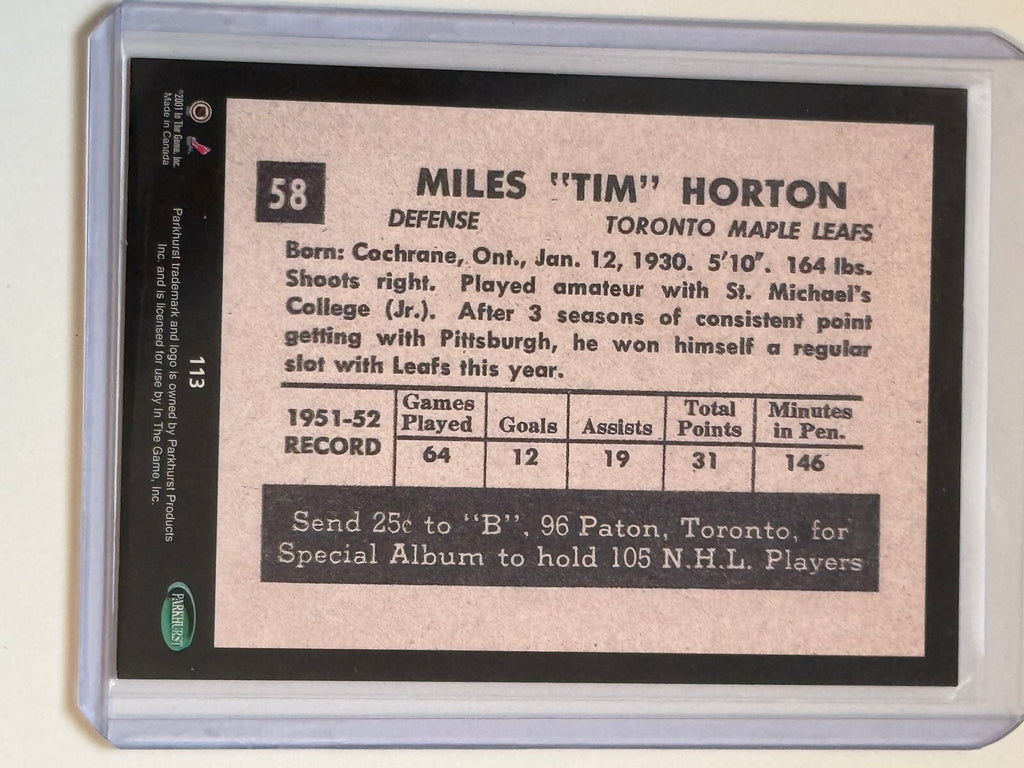 58
MILES "TIM" HORTON
DEFENSE TORONTO MAPLE LEAFS
Born: Cochrane, Ont., Jan. 12, 1930. 5'10". 164 lbs.
Shoots right. Played amateur with St. Michael's
College (Jr.). After 3 seasons of consistent point
getting with Pittsburgh, he won himself a regular
slot with Leafs this year.
1951-52 RECORD
Games Played Goals Assists Total Points Minutes in Pen.
64 12 19 31 146
Send 25¢ to "B", 96 Paton, Toronto, for
Special Album to hold 105 N.H.L. Players
©2001 In The Game, Inc.
Made in Canada
113
Parkhurst trademark and logo is owned by Parkhurst Products
Inc. and is licensed for use by In The Game, Inc.
PARKHURST